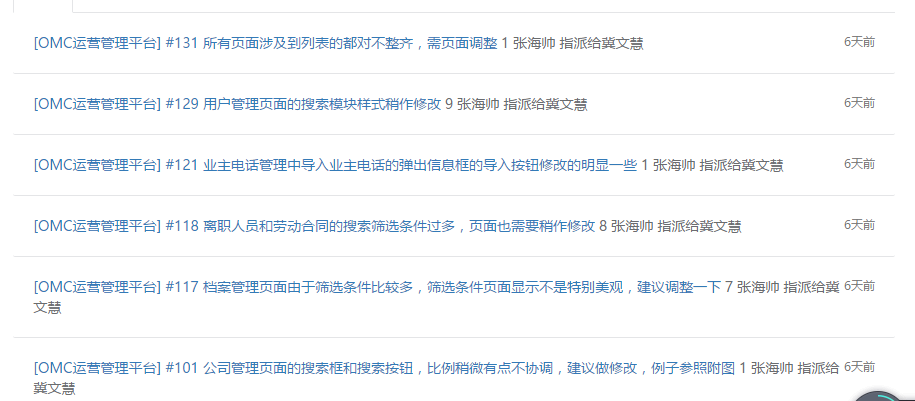 [OMC运营管理平台] #131 所有页面涉及到列表的都对不整齐，需页面调整 1 张海帅 指派给冀文慧 6天前
[OMC运营管理平台] #129 用户管理页面的搜索模块样式稍作修改 9 张海帅 指派给冀文慧 6天前
[OMC运营管理平台] #121 业主电话管理中导入业主电话的弹出信息框的导入按钮修改的明显一些 1 张海帅 指派给冀文慧 6天前
[OMC运营管理平台] #118 离职人员和劳动合同的搜索筛选条件过多，页面也需要稍作修改 8 张海帅 指派给冀文慧 6天前
[OMC运营管理平台] #117 档案管理页面由于筛选条件比较多，筛选条件页面显示不是特别美观，建议调整一下 7 张海帅 指派给冀 6天前
文慧
[OMC运营管理平台] #101 公司管理页面的搜索框和搜索按钮，比例稍微有点不协调，建议做修改，例子参照附图 1 张海帅 指派给 6天前
冀文慧